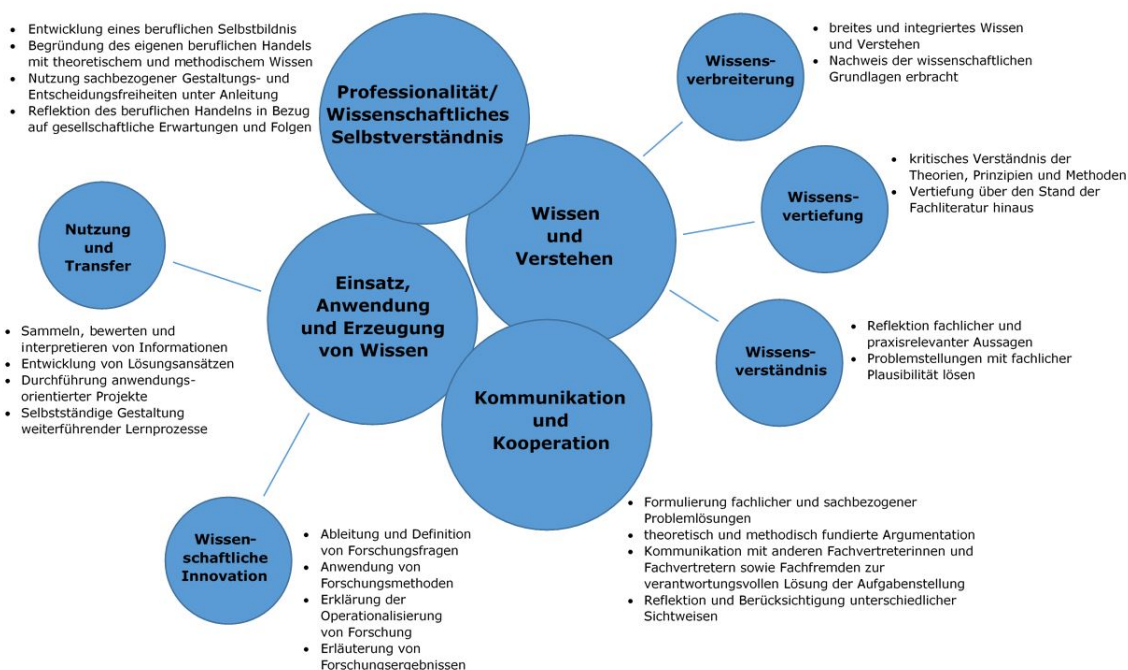 • Entwicklung eines beruflichen Selbstbildnis
• Begründung des eigenen beruflichen Handels
mit theoretischem und methodischem Wissen
• Nutzung sachbezogener Gestaltungs- und
Entscheidungsfreiheiten unter Anleitung
• Reflektion des beruflichen Handelns in Bezug
auf gesellschaftliche Erwartungen und Folgen
Professionalität/
Wissenschaftliches
Selbstverständnis
Wissens-
verbreiterung
• breites und integriertes Wissen
und Verstehen
• Nachweis der wissenschaftlichen
Grundlagen erbracht
Wissen
und
Verstehen
Wissens-
vertiefung
• kritisches Verständnis der
Theorien, Prinzipien und Methoden
• Vertiefung über den Stand der
Fachliteratur hinaus
Wissens-
verständnis
• Reflektion fachlicher und
praxisrelevanter Aussagen
• Problemstellungen mit fachlicher
Plausibilität lösen
Nutzung
und
Transfer
• Sammeln, bewerten und
interpretieren von Informationen
• Entwicklung von Lösungsansätzen
• Durchführung anwendungs-
orientierter Projekte
• Selbstständige Gestaltung
weiterführender Lernprozesse
Einsatz,
Anwendung
und Erzeugung
von Wissen
Kommunikation
und
Kooperation
• Formulierung fachlicher und sachbezogener
Problemlösungen
• theoretisch und methodisch fundierte Argumentation
• Kommunikation mit anderen Fachvertreterinnen und
Fachvertretern sowie Fachfremden zur
verantwortungsvollen Lösung der Aufgabenstellung
• Reflektion und Berücksichtigung unterschiedlicher
Sichtweisen
Wissen-
schaftliche
Innovation
• Ableitung und Definition
von Forschungsfragen
• Anwendung von
Forschungsmethoden
• Erklärung der
Operationalisierung
von Forschung
• Erläuterung von
Forschungsergebnissen